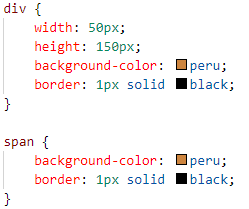 div {
    width: 50px;
    height: 150px;
    background-color: peru;
    border: 1px solid black;
}

span {
    background-color: peru;
    border: 1px solid black;
}